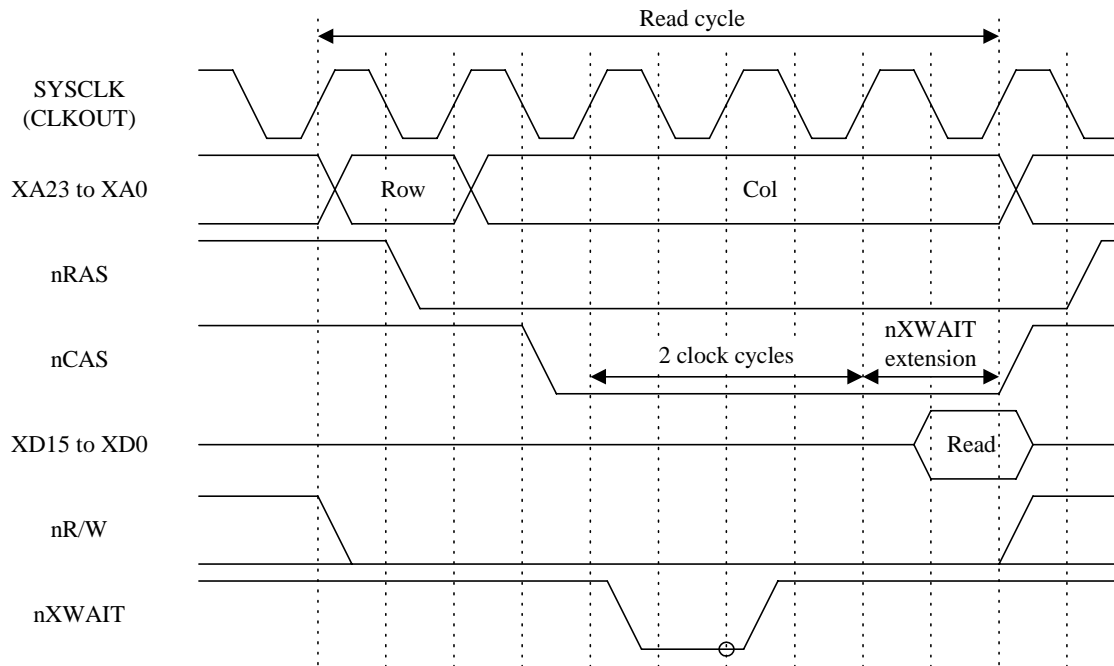 Read cycle
SYSCLK
(CLKOUT)
XA23 to XA0
Row
Col
nRAS
nCAS
2 clock cycles
nXWAIT
extension
XD15 to XD0
Read
nR/W
nXWAIT